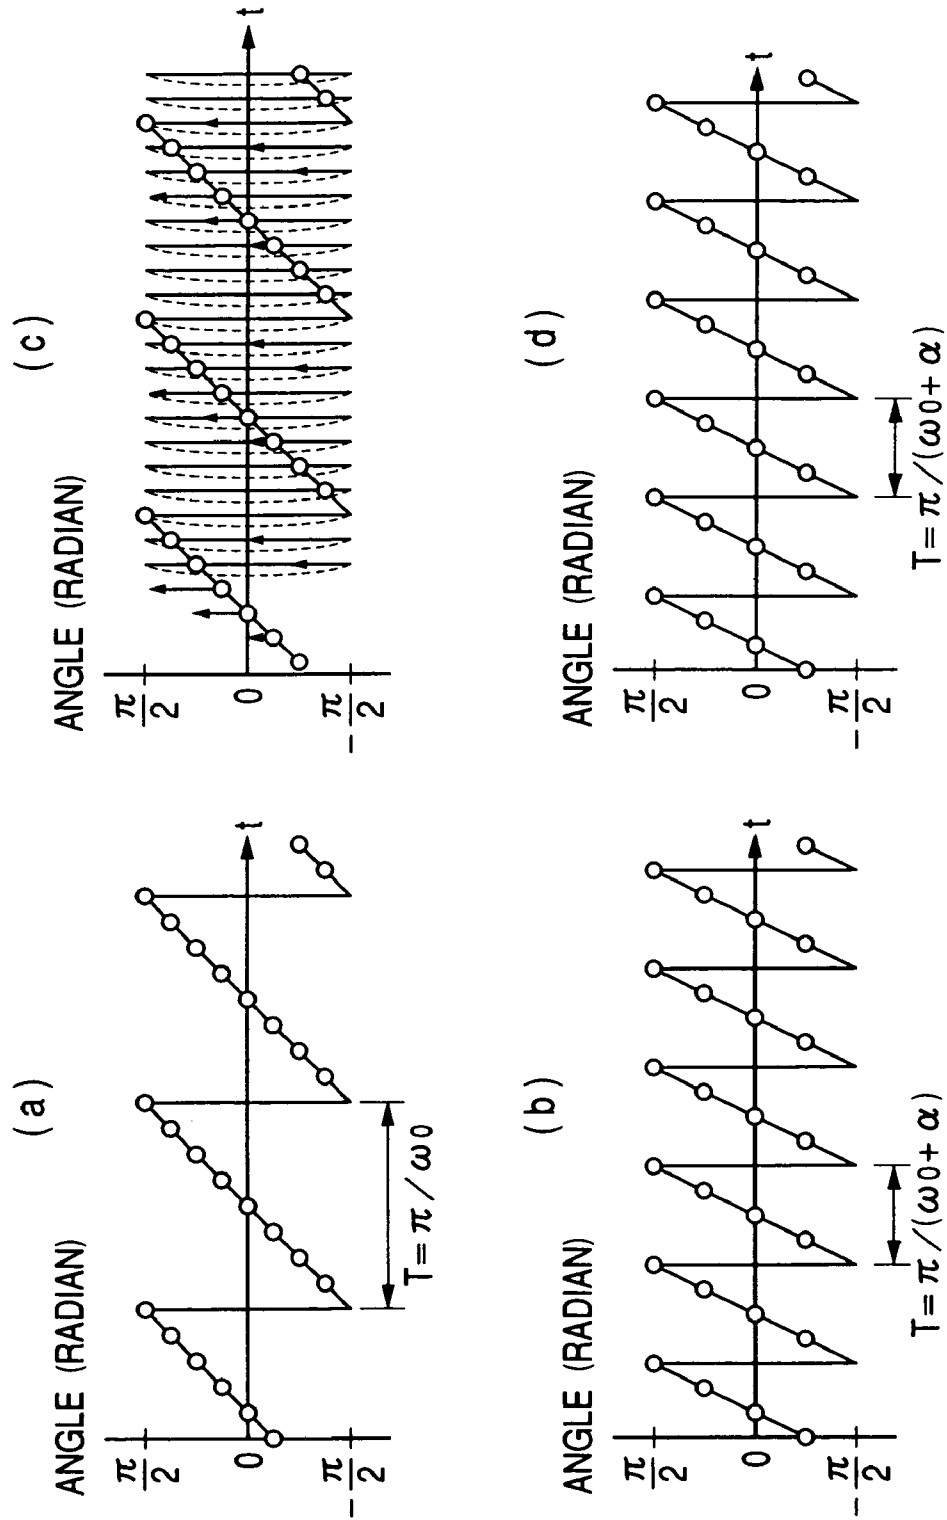 (a)
ANGLE (RADIAN)
π/2
0
-π/2
t
T=π/ω0
(b)
ANGLE (RADIAN)
π/2
0
-π/2
t
T=π/(ω0+α)
(c)
ANGLE (RADIAN)
π/2
0
-π/2
t
(d)
ANGLE (RADIAN)
π/2
0
-π/2
t
T=π/(ω0+α)